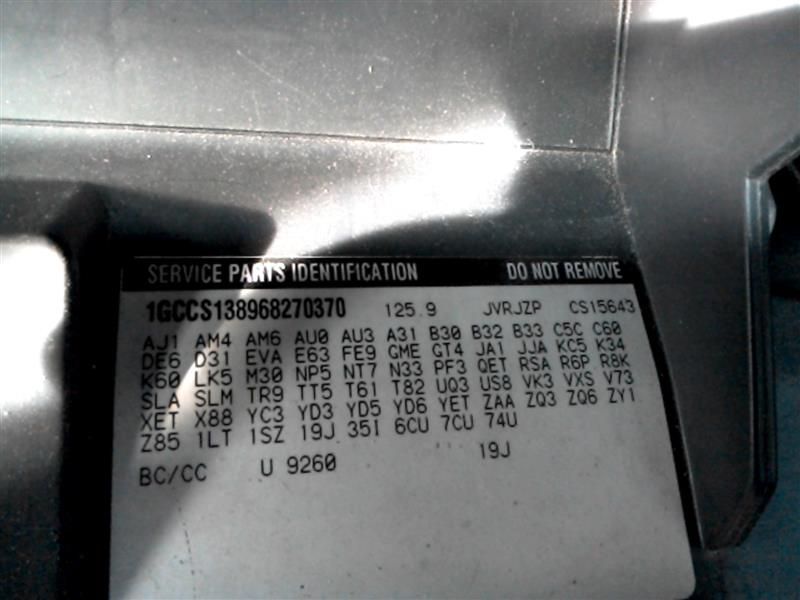 SERVICE PARTS IDENTIFICATION DO NOT REMOVE
1GCCS138968270370 125.9 JVRJZP CS15643
AJ1 AM4 AM6 AU0 AU3 A31 B30 B32 B33 C5C C60
DE6 D31 EVA E63 FE9 GME GT4 JA1 JJA KC5 K34
K60 LK5 M30 NP5 NT7 N33 PF3 QET RSA R6P R8K
SLA SLM TR9 TT5 T61 T82 UQ3 US8 VK3 VXS V73
XET X88 YC3 YD3 YD5 YD6 YET ZAA ZQ3 ZQ6 ZY1
Z85 1LT 1SZ 19J 35I 6CU 7CU 74U
BC/CC U 9260 19J